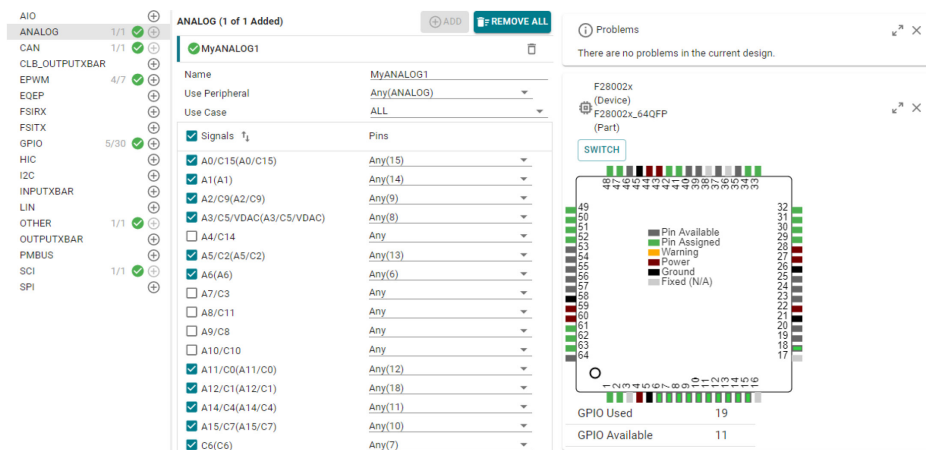 AIO
ANALOG 1/1
CAN 1/1
CLB_OUTPUTXBAR
EPWM 4/7
EQEP
FSIRX
FSITX
GPIO 5/30
HIC
I2C
INPUTXBAR
LIN
OTHER 1/1
OUTPUTXBAR
PMBUS
SCI 1/1
SPI
ANALOG (1 of 1 Added)
ADD
REMOVE ALL
MyANALOG1
Name MyANALOG1
Use Peripheral Any(ANALOG)
Use Case ALL
Signals Pins
A0/C15(A0/C15) Any(15)
A1(A1) Any(14)
A2/C9(A2/C9) Any(9)
A3/C5/VDAC(A3/C5/VDAC) Any(8)
A4/C14 Any
A5/C2(A5/C2) Any(13)
A6(A6) Any(6)
A7/C3 Any
A8/C11 Any
A9/C8 Any
A10/C10 Any
A11/C0(A11/C0) Any(12)
A12/C1(A12/C1) Any(18)
A14/C4(A14/C4) Any(11)
A15/C7(A15/C7) Any(10)
C6(C6) Any(7)
Problems
There are no problems in the current design.
F28002x
(Device)
F28002x_64QFP
(Part)
SWITCH
48 47 46 45 44 43 42 41 40 39 38 37 36 35 34 33
49 32
50 31
51 30
52 29
53 28
54 27
55 26
56 25
57 24
58 23
59 22
60 21
61 20
62 19
63 18
64 17
Pin Available
Pin Assigned
Warning
Power
Ground
Fixed (N/A)
1 2 3 4 5 6 7 8 9 10 11 12 13 14 15 16
GPIO Used 19
GPIO Available 11